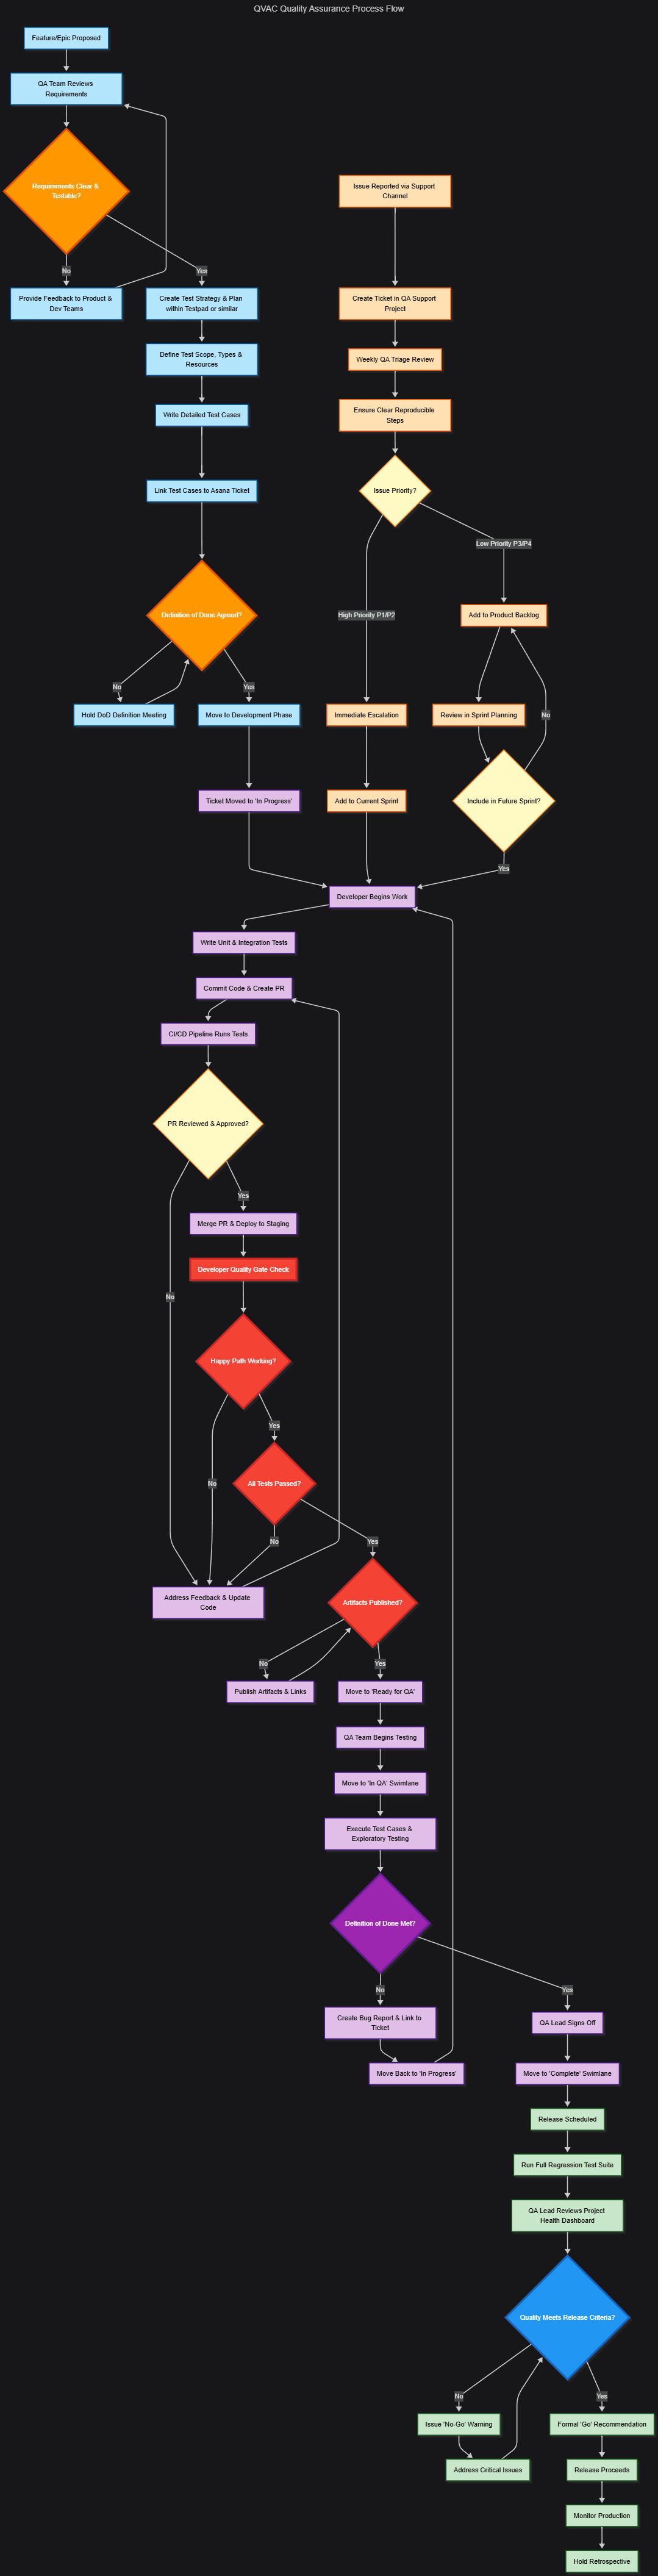 QVAC Quality Assurance Process Flow
Feature/Epic Proposed
QA Team Reviews
Requirements
Requirements Clear &
Testable?
No
Yes
Provide Feedback to Product &
Dev Teams
Create Test Strategy & Plan
within Testpad or similar
Define Test Scope, Types &
Resources
Write Detailed Test Cases
Link Test Cases to Asana Ticket
Definition of Done Agreed?
No
Yes
Hold DoD Definition Meeting
Move to Development Phase
Ticket Moved to 'In Progress'
Issue Reported via Support
Channel
Create Ticket in QA Support
Project
Weekly QA Triage Review
Ensure Clear Reproducible
Steps
Issue Priority?
Low Priority P3/P4
High Priority P1/P2
Add to Product Backlog
Immediate Escalation
Review in Sprint Planning
No
Add to Current Sprint
Include in Future Sprint?
Yes
Developer Begins Work
Write Unit & Integration Tests
Commit Code & Create PR
CI/CD Pipeline Runs Tests
PR Reviewed & Approved?
Yes
Merge PR & Deploy to Staging
Developer Quality Gate Check
No
Happy Path Working?
Yes
No
All Tests Passed?
No
Yes
Address Feedback & Update
Code
Artifacts Published?
No
Yes
Publish Artifacts & Links
Move to 'Ready for QA'
QA Team Begins Testing
Move to 'In QA' Swimlane
Execute Test Cases &
Exploratory Testing
Definition of Done Met?
No
Yes
Create Bug Report & Link to
Ticket
QA Lead Signs Off
Move Back to 'In Progress'
Move to 'Complete' Swimlane
Release Scheduled
Run Full Regression Test Suite
QA Lead Reviews Project
Health Dashboard
Quality Meets Release Criteria?
No
Yes
Issue 'No-Go' Warning
Formal 'Go' Recommendation
Address Critical Issues
Release Proceeds
Monitor Production
Hold Retrospective